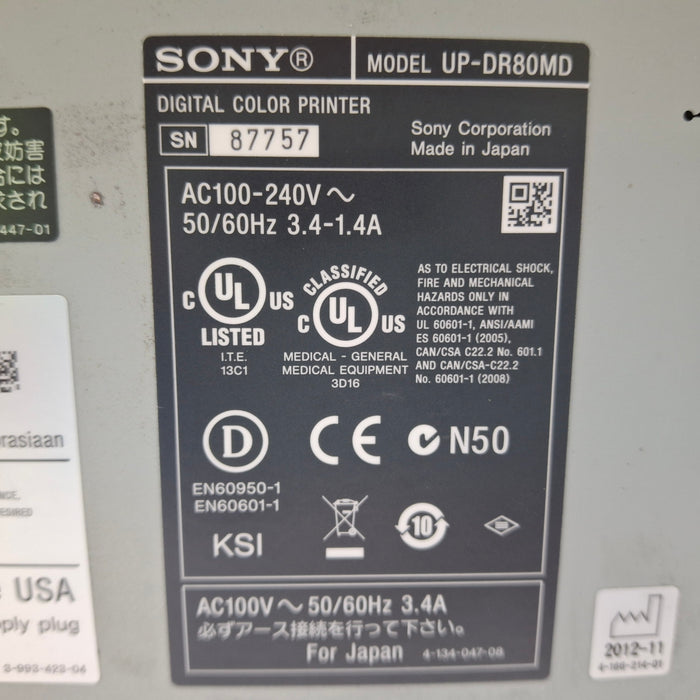 SONY®
MODEL UP-DR80MD
DIGITAL COLOR PRINTER
SN 87757
Sony Corporation
Made in Japan
AC100-240V ~
50/60Hz 3.4-1.4A
C UL US
LISTED
I.T.E.
13C1
CLASSIFIED
C UL US
MEDICAL - GENERAL
MEDICAL EQUIPMENT
3D16
AS TO ELECTRICAL SHOCK,
FIRE AND MECHANICAL
HAZARDS ONLY IN
ACCORDANCE WITH
UL 60601-1, ANSI/AAMI
ES 60601-1 (2005),
CAN/CSA C22.2 No. 601.1
AND CAN/CSA-C22.2
No. 60601-1 (2008)
D
EN60950-1
EN60601-1
CE
N50
KSI
10
AC100V ~ 50/60Hz 3.4A
必ずアース接続を行って下さい。
For Japan 4-134-047-08
す。
妨害
には
され
447-01
rasiaan
USA
ply plug
3-993-423-04
2012-11
4-169-214-01